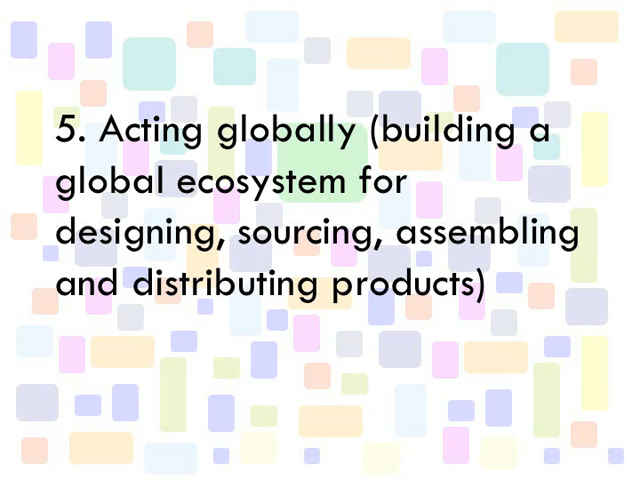 5. Acting globally (building a
global ecosystem for
designing, sourcing, assembling
and distributing products)